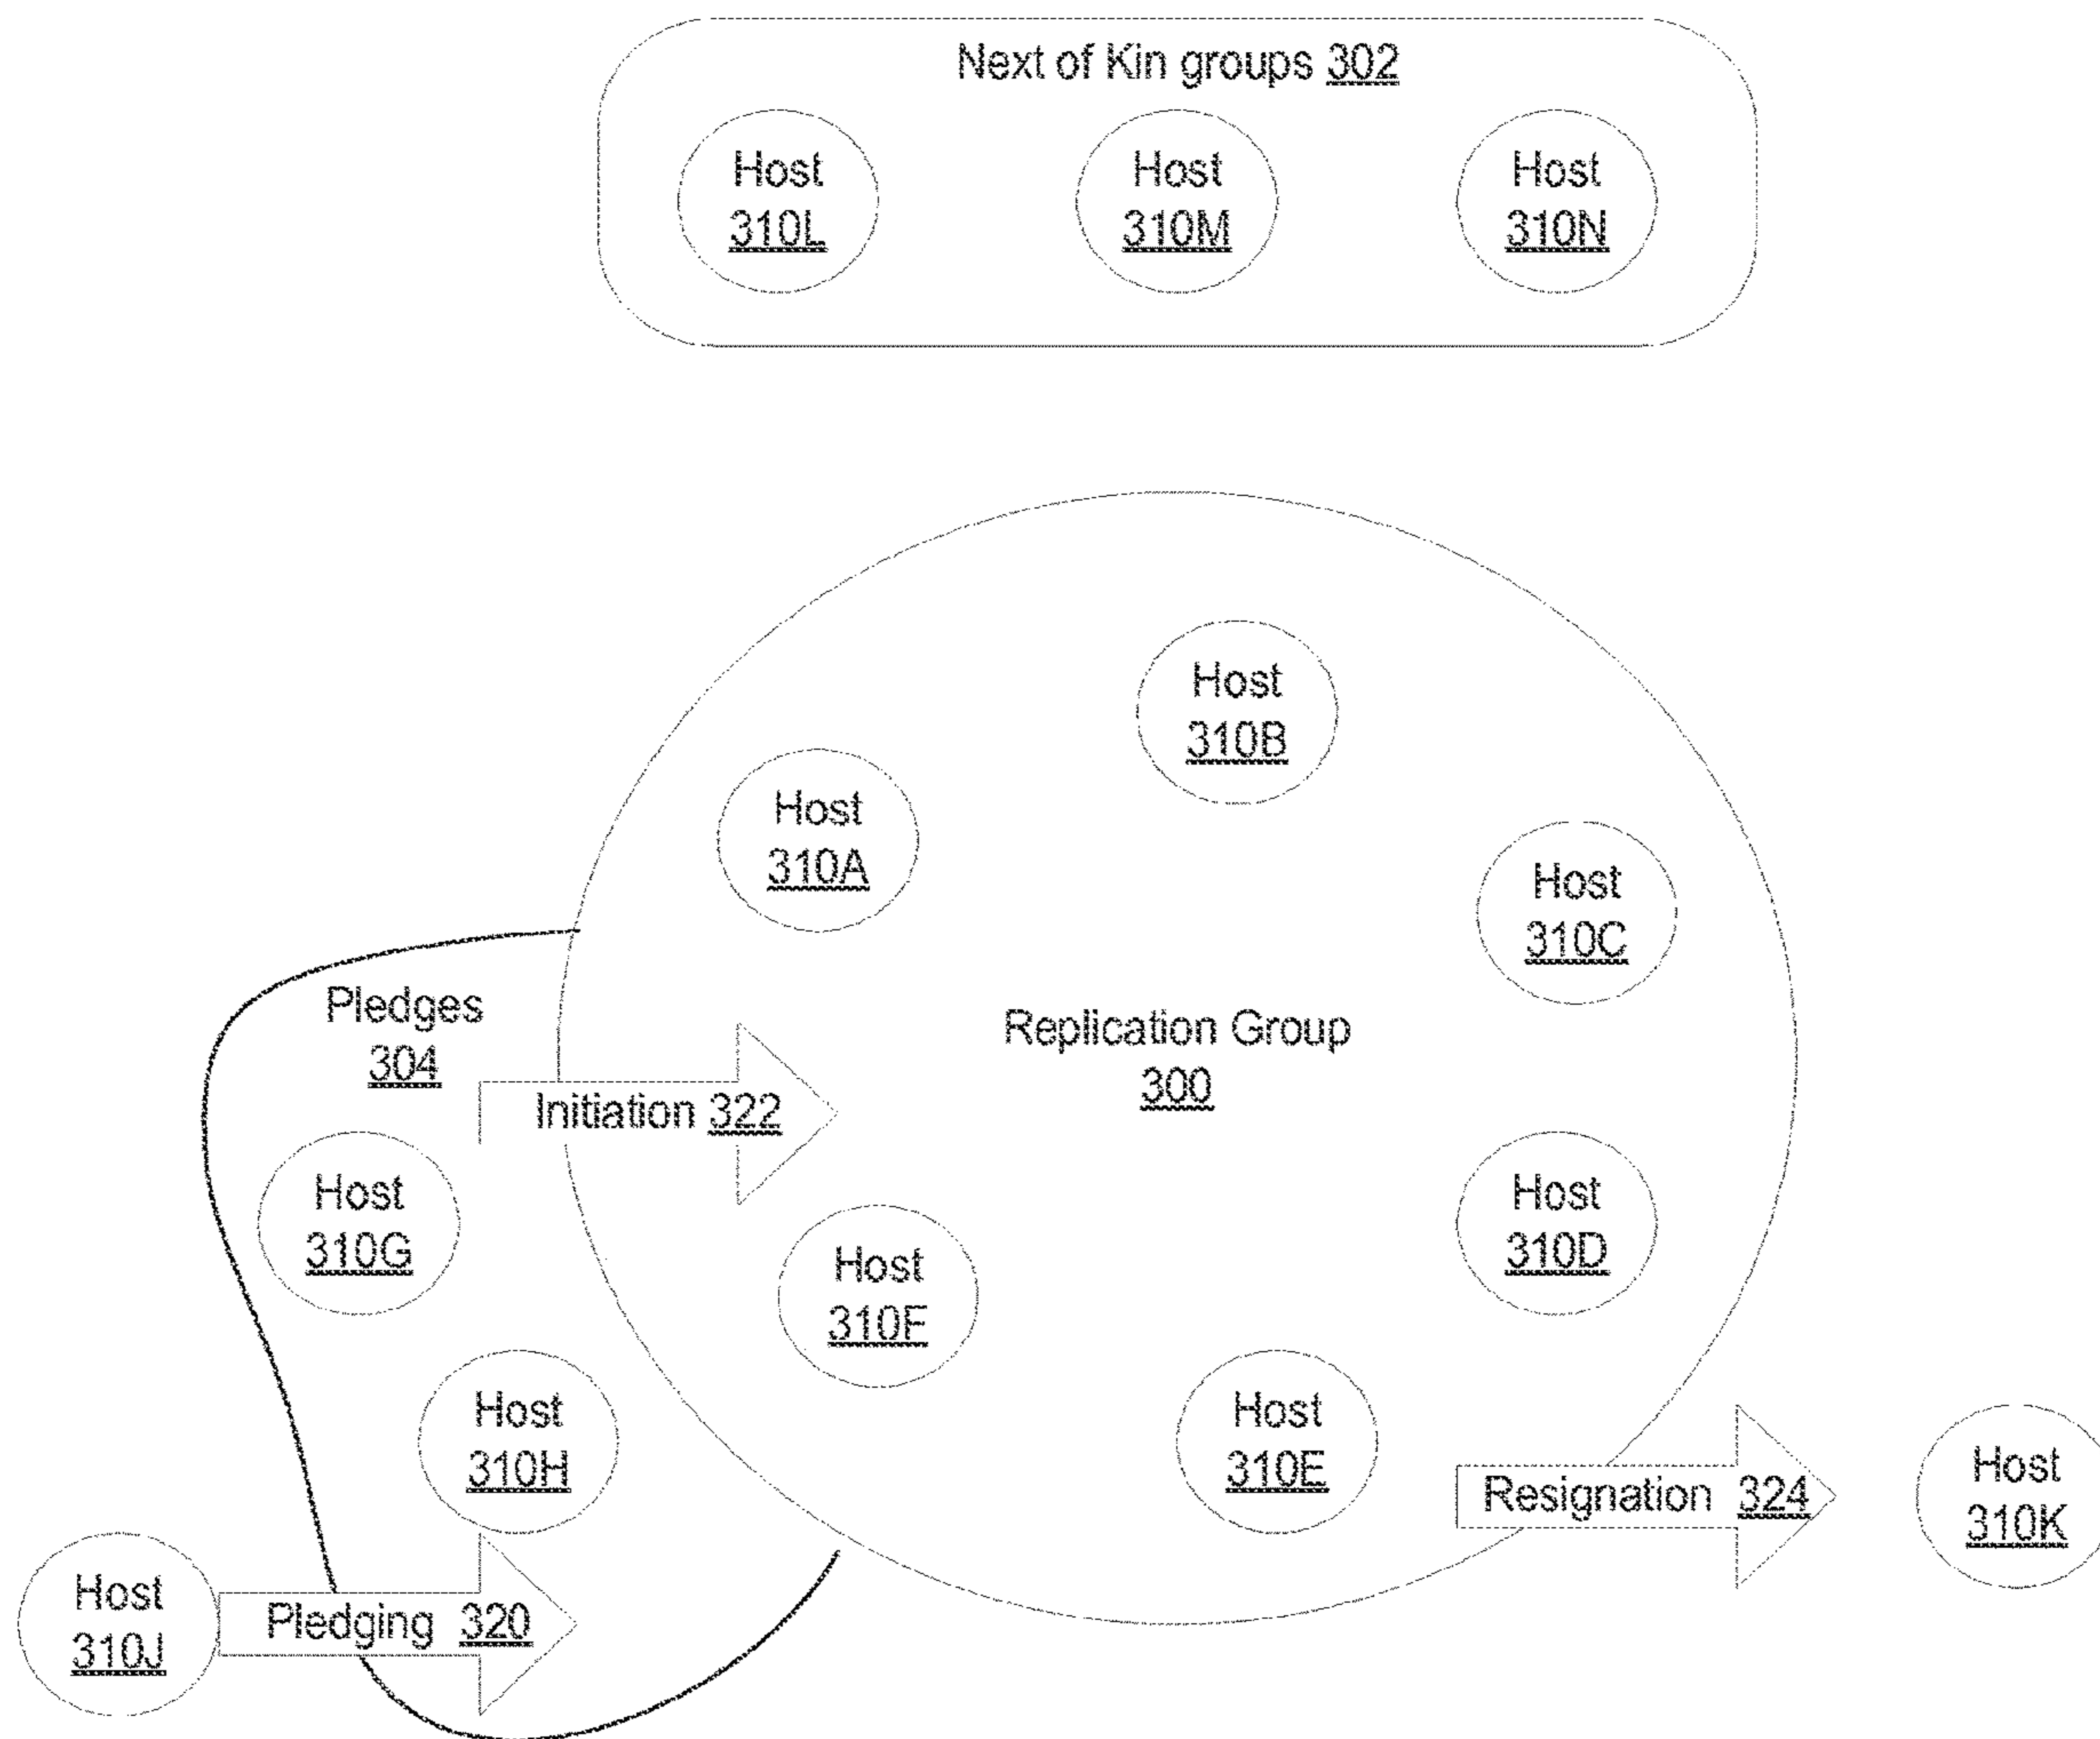 Next of Kin groups 302
Host
310L
Host
310M
Host
310N
Host
310B
Host
310A
Host
310C
Pledges
304
Replication Group
300
Initiation 322
Host
310G
Host
310D
Host
310F
Host
310H
Host
310E
Resignation 324
Host
310K
Host
310J
Pledging 320